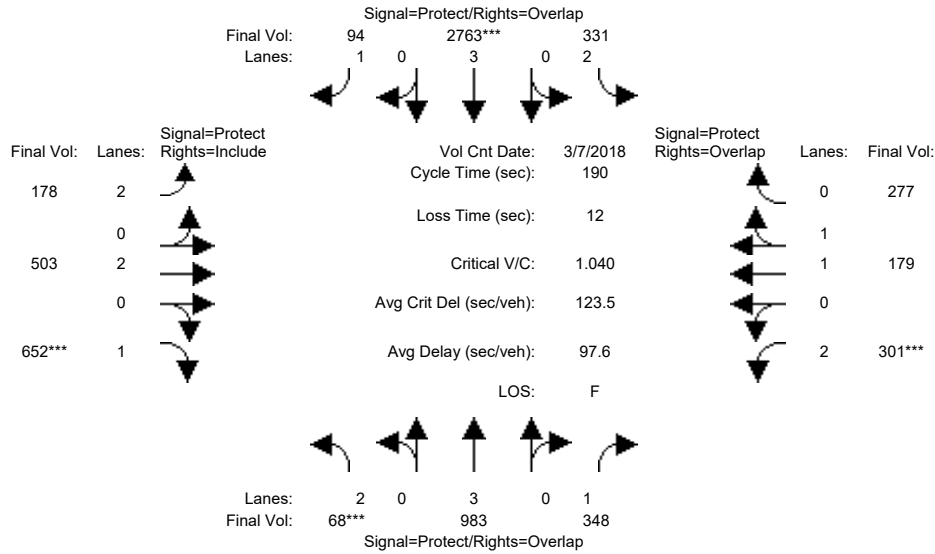 Signal=Protect/Rights=Overlap
Final Vol: 94 2763*** 331
Lanes: 1 0 3 0 2
Signal=Protect
Final Vol: Lanes: Rights=Include
Vol Cnt Date: 3/7/2018
Signal=Protect
Rights=Overlap Lanes: Final Vol:
Cycle Time (sec): 190
178 2
0 277
Loss Time (sec): 12
0
1
503 2
Critical V/C: 1.040
1 179
0
Avg Crit Del (sec/veh): 123.5
0
652*** 1
Avg Delay (sec/veh): 97.6
2 301***
LOS: F
Lanes: 2 0 3 0 1
Final Vol: 68*** 983 348
Signal=Protect/Rights=Overlap